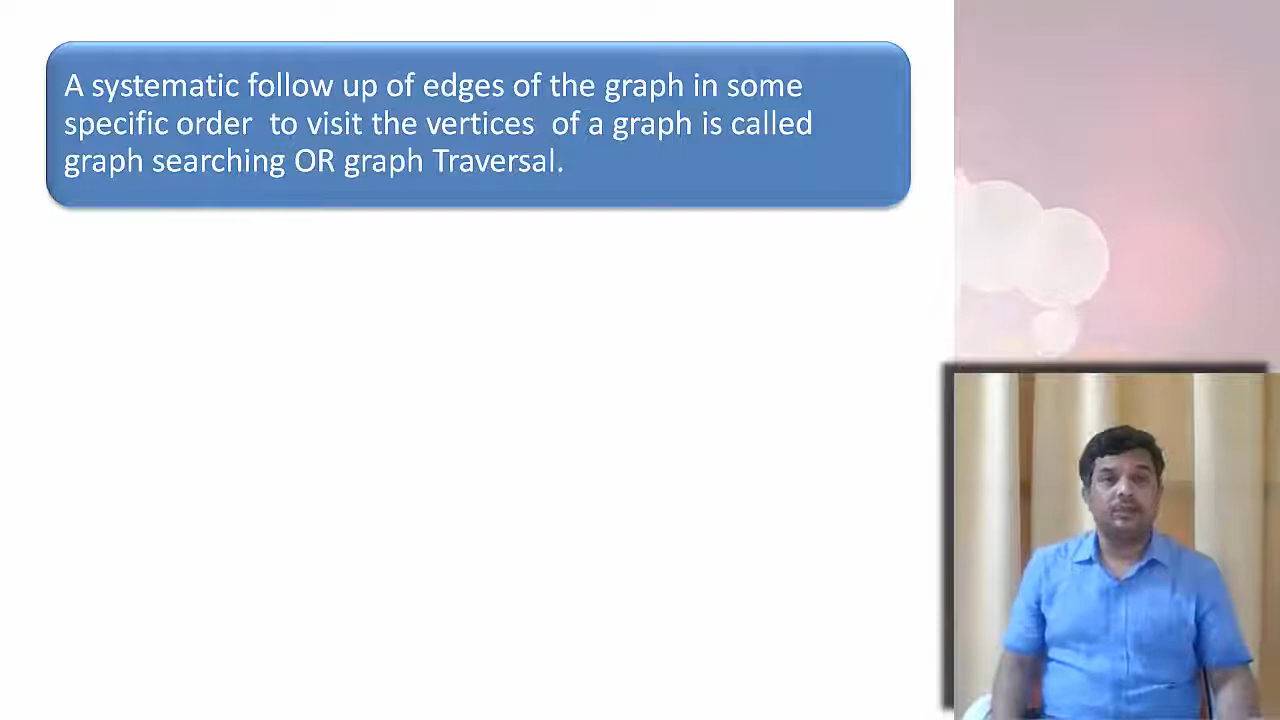 A systematic follow up of edges of the graph in some
specific order  to visit the vertices  of a graph is called
graph searching OR graph Traversal.